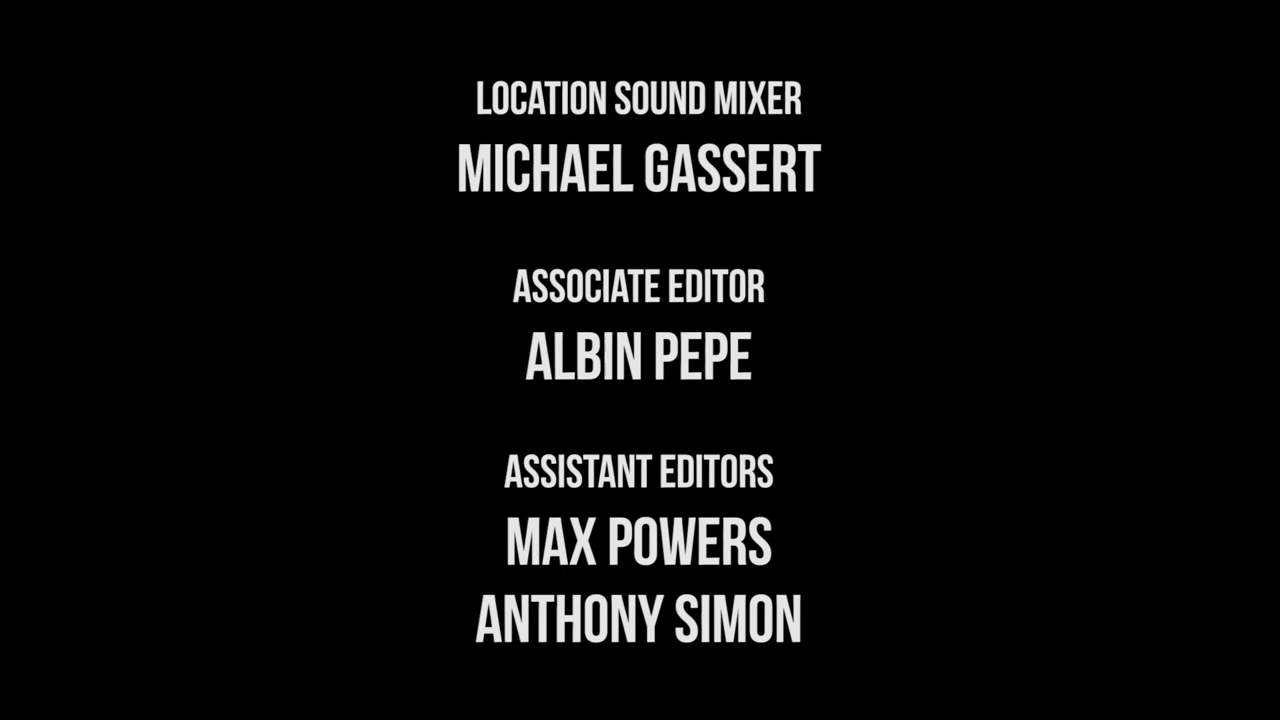 LOCATION SOUND MIXER
MICHAEL GASSERT
ASSOCIATE EDITOR
ALBIN PEPE
ASSISTANT EDITORS
MAX POWERS
ANTHONY SIMON